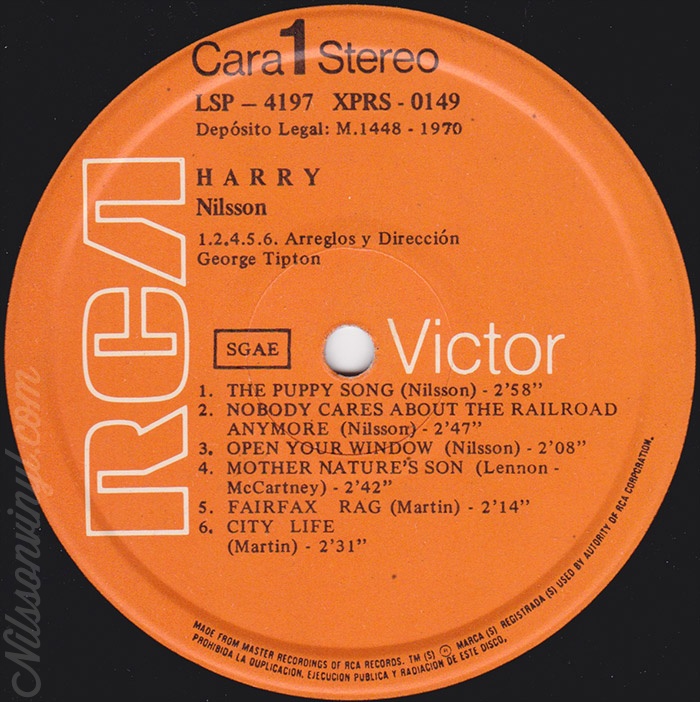 Cara 1 Stereo
LSP – 4197 XPRS - 0149
Depósito Legal: M.1448 - 1970
HARRY
Nilsson
1.2.4.5.6. Arreglos y Dirección
George Tipton
RCA
SGAE
Victor
1. THE PUPPY SONG (Nilsson) - 2'58"
2. NOBODY CARES ABOUT THE RAILROAD
ANYMORE (Nilsson) - 2'47"
3. OPEN YOUR WINDOW (Nilsson) - 2'08"
4. MOTHER NATURE'S SON (Lennon -
McCartney) - 2'42"
5. FAIRFAX RAG (Martin) - 2'14"
6. CITY LIFE
(Martin) - 2'31"
MADE FROM MASTER RECORDINGS OF RCA RECORDS. TM (S) ® MARCA (S) REGISTRADA (S) USED BY AUTORITY OF RCA CORPORATION.
PROHIBIDA LA DUPLICACION, EJECUCION PUBLICA Y RADIACION DE ESTE DISCO.
Nilssonvinyl.com